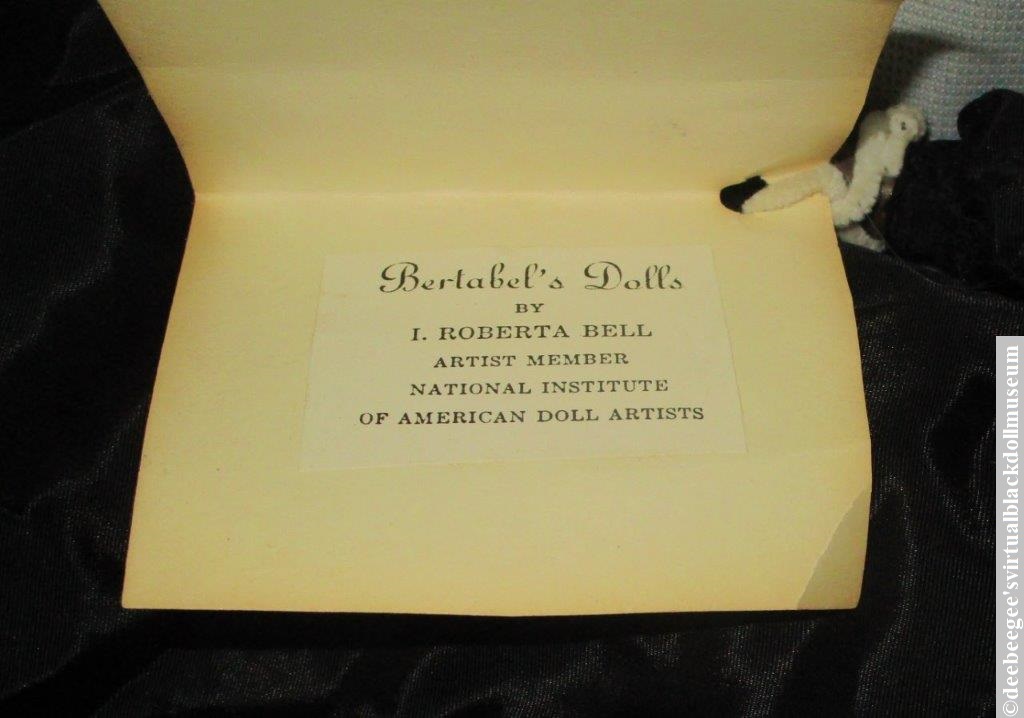 Bertabel's Dolls
BY
I. ROBERTA BELL
ARTIST MEMBER
NATIONAL INSTITUTE
OF AMERICAN DOLL ARTISTS
©deebeegee'svirtualblackdollmuseum